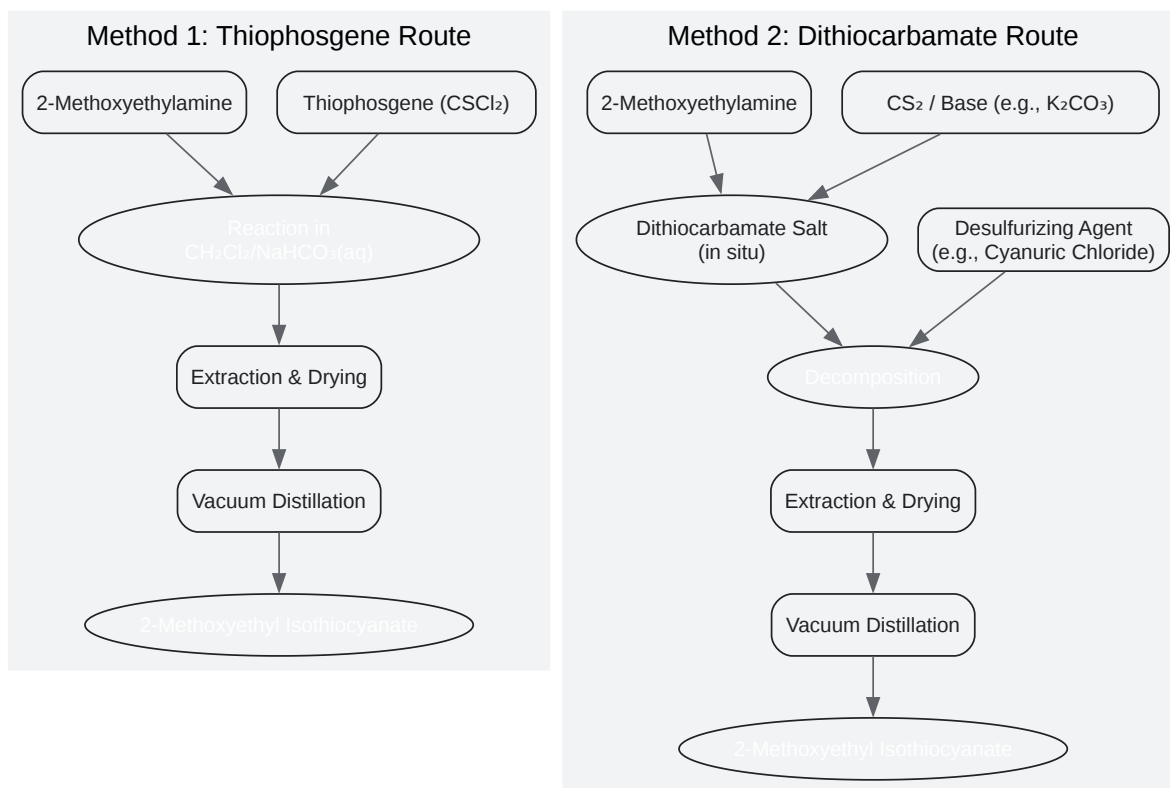 Method 1: Thiophosgene Route
2-Methoxyethylamine
Thiophosgene (CSCl₂)
Reaction in
CH₂Cl₂/NaHCO₃(aq)
Extraction & Drying
Vacuum Distillation
2-Methoxyethyl Isothiocyanate
Method 2: Dithiocarbamate Route
2-Methoxyethylamine
CS₂ / Base (e.g., K₂CO₃)
Dithiocarbamate Salt
(in situ)
Desulfurizing Agent
(e.g., Cyanuric Chloride)
Decomposition
Extraction & Drying
Vacuum Distillation
2-Methoxyethyl Isothiocyanate